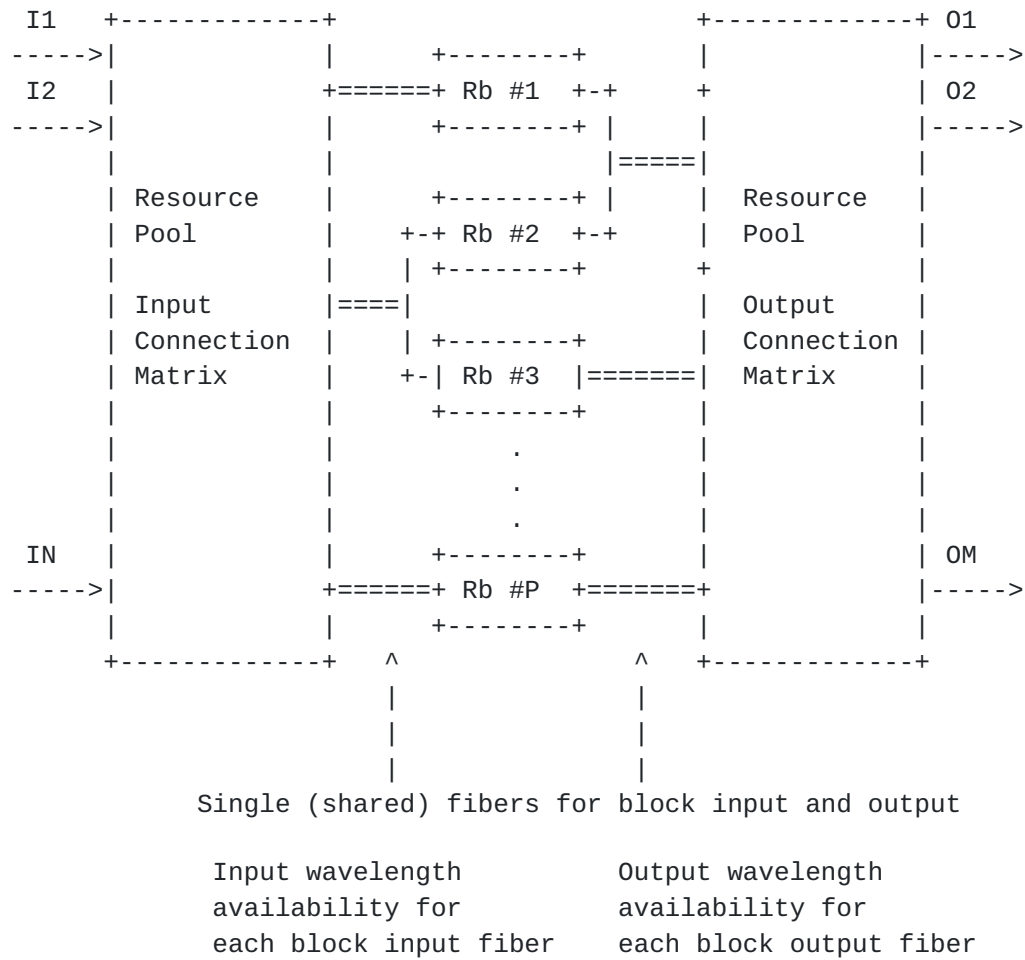 I1   +-------------+                       +-------------+ O1
----->|             |      +--------+       |             |----->
I2   |             +======+ Rb #1  +-+     +             | O2
----->|             |      +--------+ |     |             |----->
      |             |                 |=====|             |
      | Resource    |      +--------+ |     |  Resource   |
      | Pool        |    +-+ Rb #2  +-+     |  Pool       |
      |             |    | +--------+       +             |
      | Input       |====|                  |  Output     |
      | Connection  |    | +--------+       |  Connection |
      | Matrix      |    +-| Rb #3  |=======|  Matrix     |
      |             |      +--------+       |             |
      |             |           .           |             |
      |             |           .           |             |
      |             |           .           |             |
IN   |             |      +--------+       |             | OM
----->|             +======+ Rb #P  +=======+             |----->
      |             |      +--------+       |             |
      +-------------+   ^               ^   +-------------+
                        |               |
                        |               |
                        |               |
            Single (shared) fibers for block input and output
             Input wavelength          Output wavelength
             availability for          availability for
             each block input fiber    each block output fiber